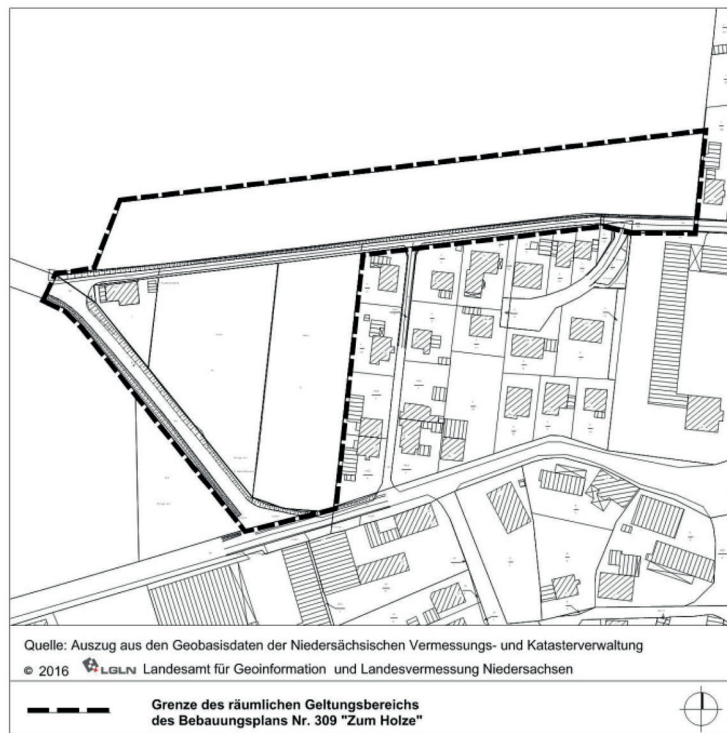 Quelle: Auszug aus den Geobasisdaten der Niedersächsischen Vermessungs- und Katasterverwaltung
© 2016 LGLN Landesamt für Geoinformation und Landesvermessung Niedersachsen
Grenze des räumlichen Geltungsbereichs
des Bebauungsplans Nr. 309 "Zum Holze"